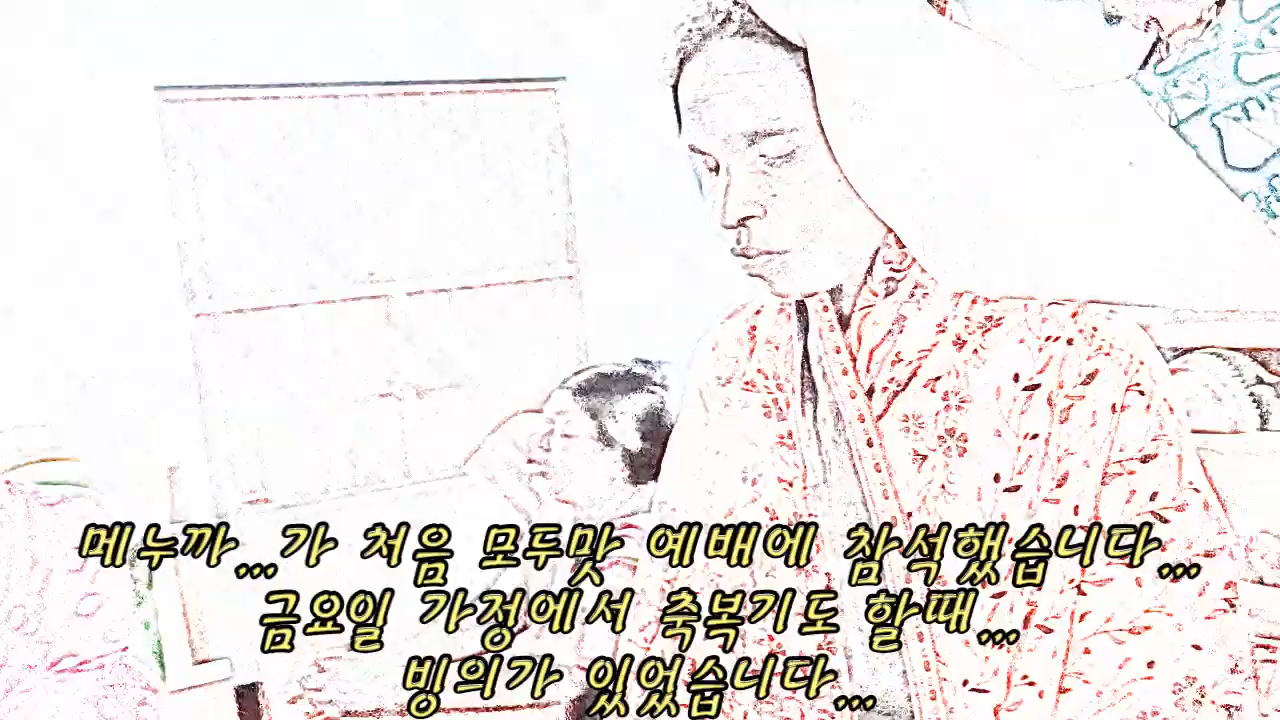 메누까,,,가 처음 모두맛 예배에 참석했습니다,,,
금요일 가정에서 축복기도 할때,,,
빙의가 있었습니다,,,